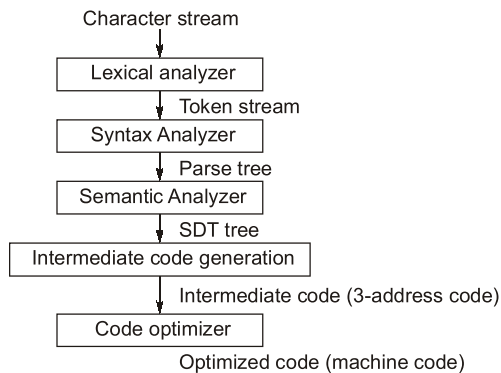 Character stream
Lexical analyzer
Token stream
Syntax Analyzer
Parse tree
Semantic Analyzer
SDT tree
Intermediate code generation
Intermediate code (3-address code)
Code optimizer
Optimized code (machine code)